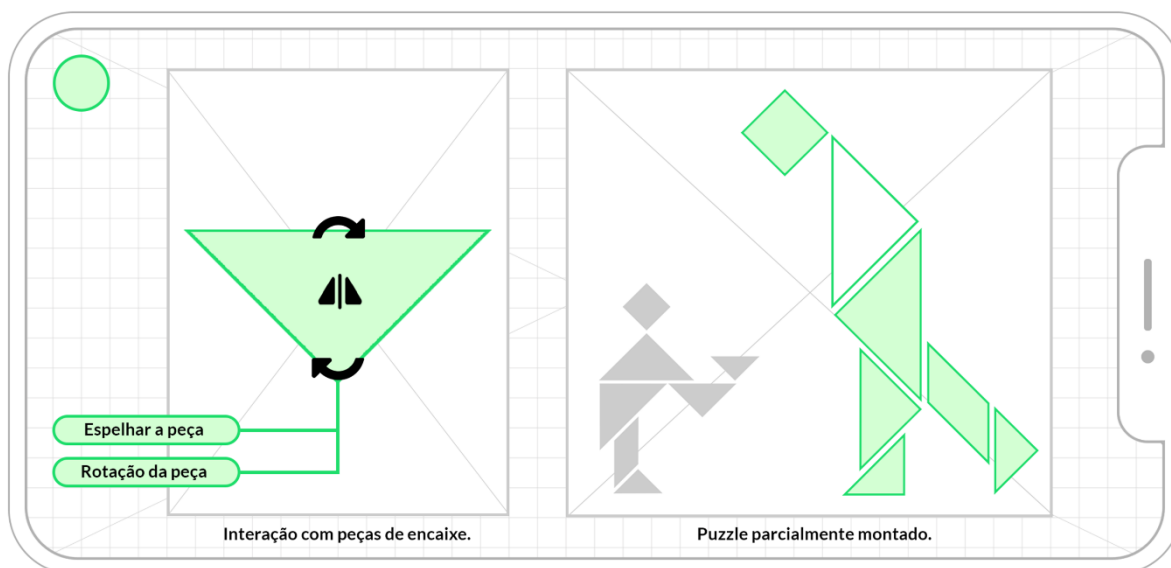 Espelhar a peça
Rotação da peça
Interação com peças de encaixe.
Puzzle parcialmente montado.